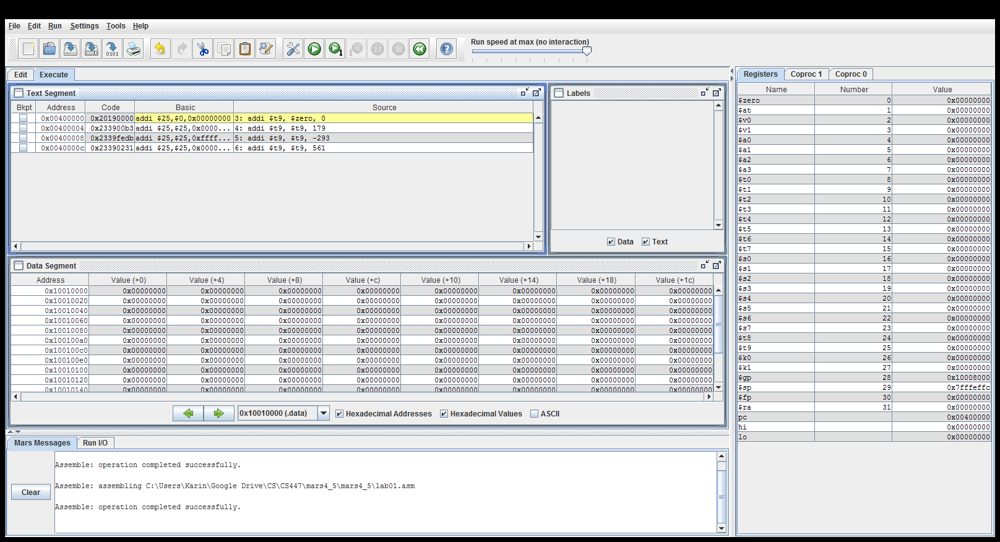 File Edit Run Settings Tools Help
Run speed at max (no interaction)
0101
1
1
Edit Execute
Text Segment
Bkpt Address Code Basic Source
0x00400000 0x20190000 addi $25,$0,0x00000000 3: addi $t9, $zero, 0
0x00400004 0x233900b3 addi $25,$25,0x0000... 4: addi $t9, $t9, 179
0x00400008 0x2339fedb addi $25,$25,0xffff... 5: addi $t9, $t9, -293
0x0040000c 0x23390231 addi $25,$25,0x0000... 6: addi $t9, $t9, 561
Labels
Data Text
Data Segment
Address Value (+0) Value (+4) Value (+8) Value (+c) Value (+10) Value (+14) Value (+18) Value (+1c)
0x10010000 0x00000000 0x00000000 0x00000000 0x00000000 0x00000000 0x00000000 0x00000000 0x00000000
0x10010020 0x00000000 0x00000000 0x00000000 0x00000000 0x00000000 0x00000000 0x00000000 0x00000000
0x10010040 0x00000000 0x00000000 0x00000000 0x00000000 0x00000000 0x00000000 0x00000000 0x00000000
0x10010060 0x00000000 0x00000000 0x00000000 0x00000000 0x00000000 0x00000000 0x00000000 0x00000000
0x10010080 0x00000000 0x00000000 0x00000000 0x00000000 0x00000000 0x00000000 0x00000000 0x00000000
0x100100a0 0x00000000 0x00000000 0x00000000 0x00000000 0x00000000 0x00000000 0x00000000 0x00000000
0x100100c0 0x00000000 0x00000000 0x00000000 0x00000000 0x00000000 0x00000000 0x00000000 0x00000000
0x100100e0 0x00000000 0x00000000 0x00000000 0x00000000 0x00000000 0x00000000 0x00000000 0x00000000
0x10010100 0x00000000 0x00000000 0x00000000 0x00000000 0x00000000 0x00000000 0x00000000 0x00000000
0x10010120 0x00000000 0x00000000 0x00000000 0x00000000 0x00000000 0x00000000 0x00000000 0x00000000
0x10010140 0x00000000 0x00000000 0x00000000 0x00000000 0x00000000 0x00000000 0x00000000 0x00000000
0x10010000 (.data) Hexadecimal Addresses Hexadecimal Values ASCII
Mars Messages Run I/O
Assemble: operation completed successfully.
Assemble: assembling C:\Users\Karin\Google Drive\CS\CS447\mars4_5\mars4_5\lab01.asm
Clear
Assemble: operation completed successfully.
Registers Coproc 1 Coproc 0
Name Number Value
$zero 0 0x00000000
$at 1 0x00000000
$v0 2 0x00000000
$v1 3 0x00000000
$a0 4 0x00000000
$a1 5 0x00000000
$a2 6 0x00000000
$a3 7 0x00000000
$t0 8 0x00000000
$t1 9 0x00000000
$t2 10 0x00000000
$t3 11 0x00000000
$t4 12 0x00000000
$t5 13 0x00000000
$t6 14 0x00000000
$t7 15 0x00000000
$s0 16 0x00000000
$s1 17 0x00000000
$s2 18 0x00000000
$s3 19 0x00000000
$s4 20 0x00000000
$s5 21 0x00000000
$s6 22 0x00000000
$s7 23 0x00000000
$t8 24 0x00000000
$t9 25 0x00000000
$k0 26 0x00000000
$k1 27 0x00000000
$gp 28 0x10008000
$sp 29 0x7fffeffc
$fp 30 0x00000000
$ra 31 0x00000000
pc 0x00400000
hi 0x00000000
lo 0x00000000